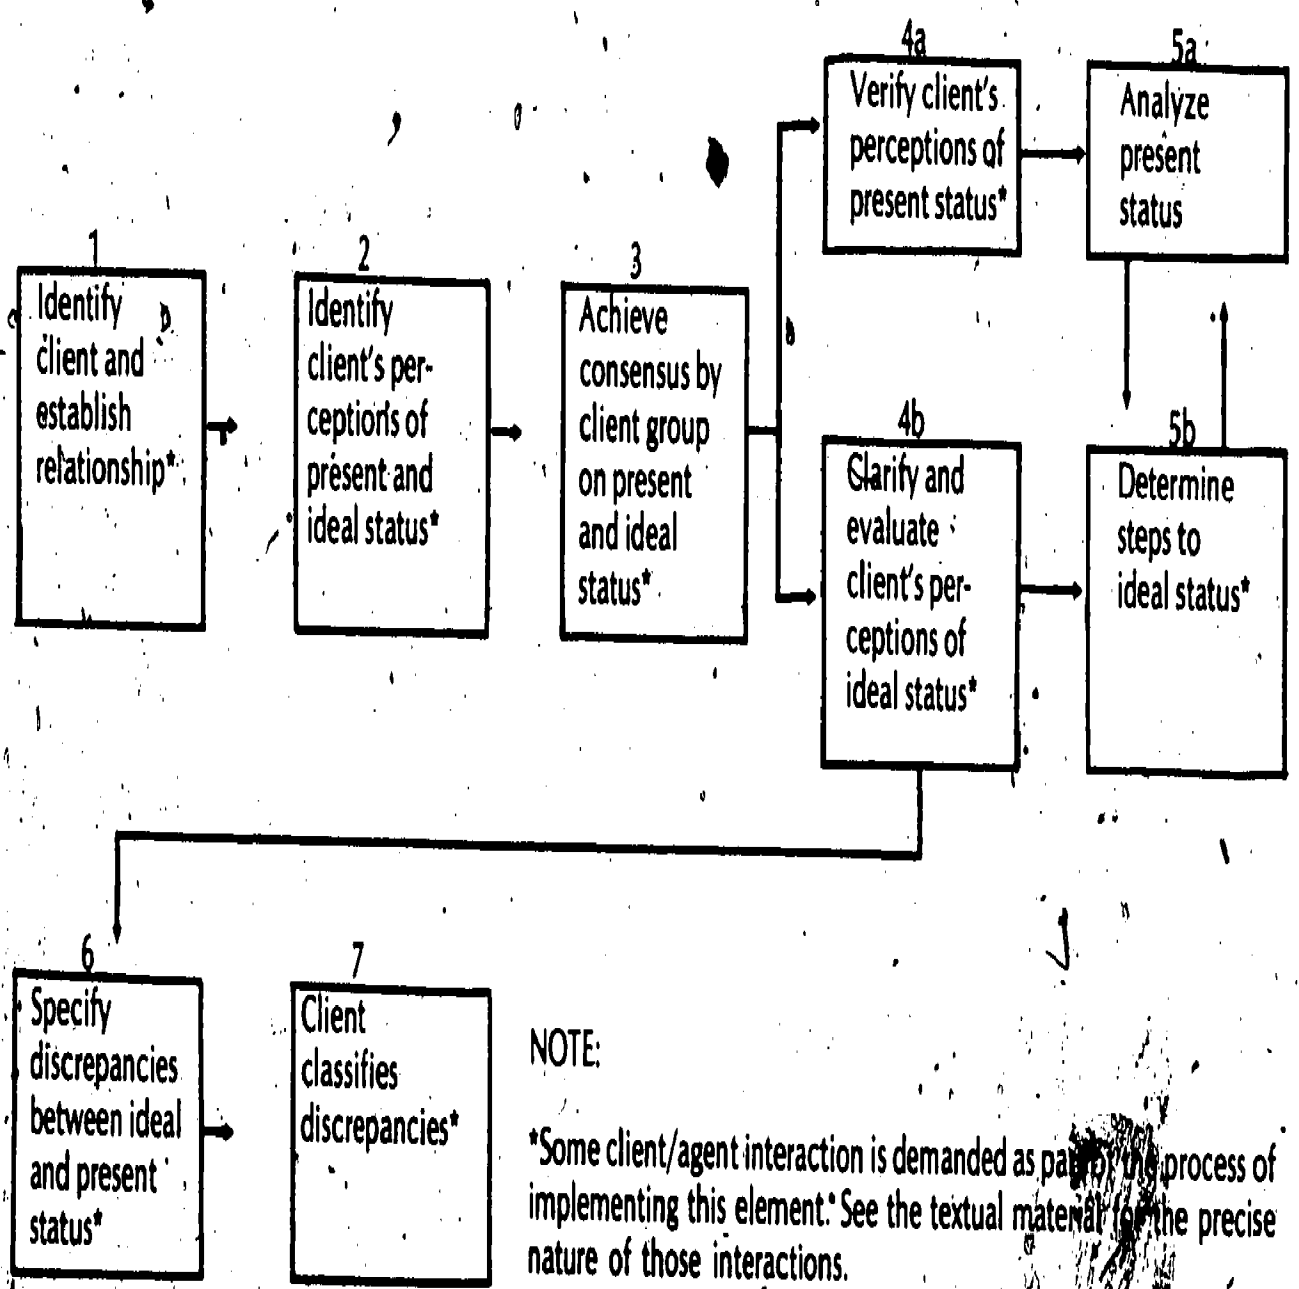 1
Identify
client and
establish
relationship*
2
Identify
client's per-
ceptions of
present and
ideal status*
3
Achieve
consensus by
client group
on present
and ideal
status*
4a
Verify client's
perceptions of
present status*
5a
Analyze
present
status
4b
Clarify and
evaluate
client's per-
ceptions of
ideal status*
5b
Determine
steps to
ideal status*
6
Specify
discrepancies
between ideal
and present
status*
7
Client
classifies
discrepancies*
NOTE:
*Some client/agent interaction is demanded as part of the process of
implementing this element. See the textual material for the precise
nature of those interactions.